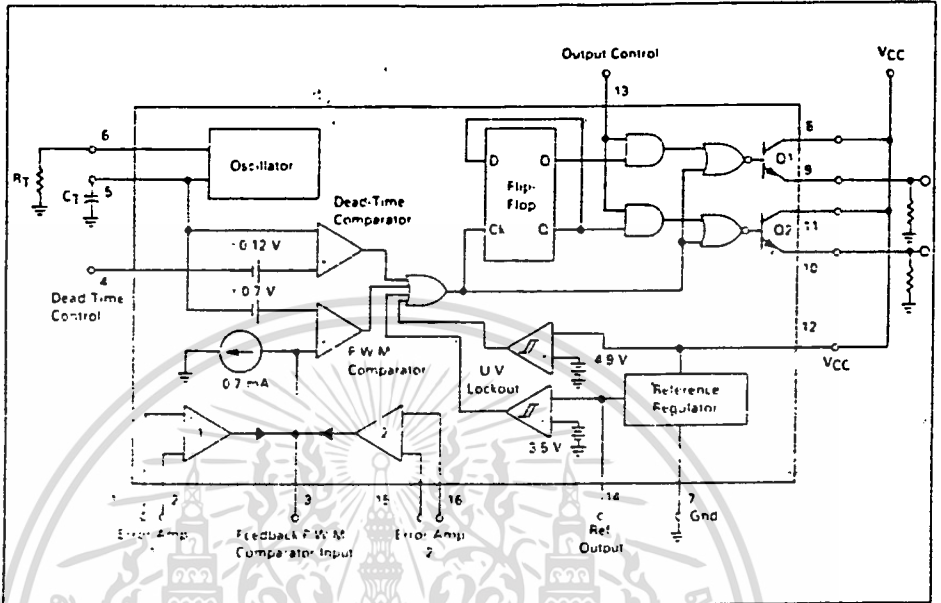 Output Control
VCC
13
6
RT
CT
5
Oscillator
Dead-Time
Comparator
0.12 V
0.7 V
4
Dead Time
Control
P.W.M
Comparator
0.7 mA
D
Q
Flip-
Flop
Ck
Q
Q1
8
9
Q2
11
10
12
VCC
4.9 V
U V
Lockout
Reference
Regulator
3.5 V
1
2
1
2
3
15
16
14
7
Gnd
Error Amp
Feedback P.W.M
Comparator Input
Error Amp
2
Ref
Output